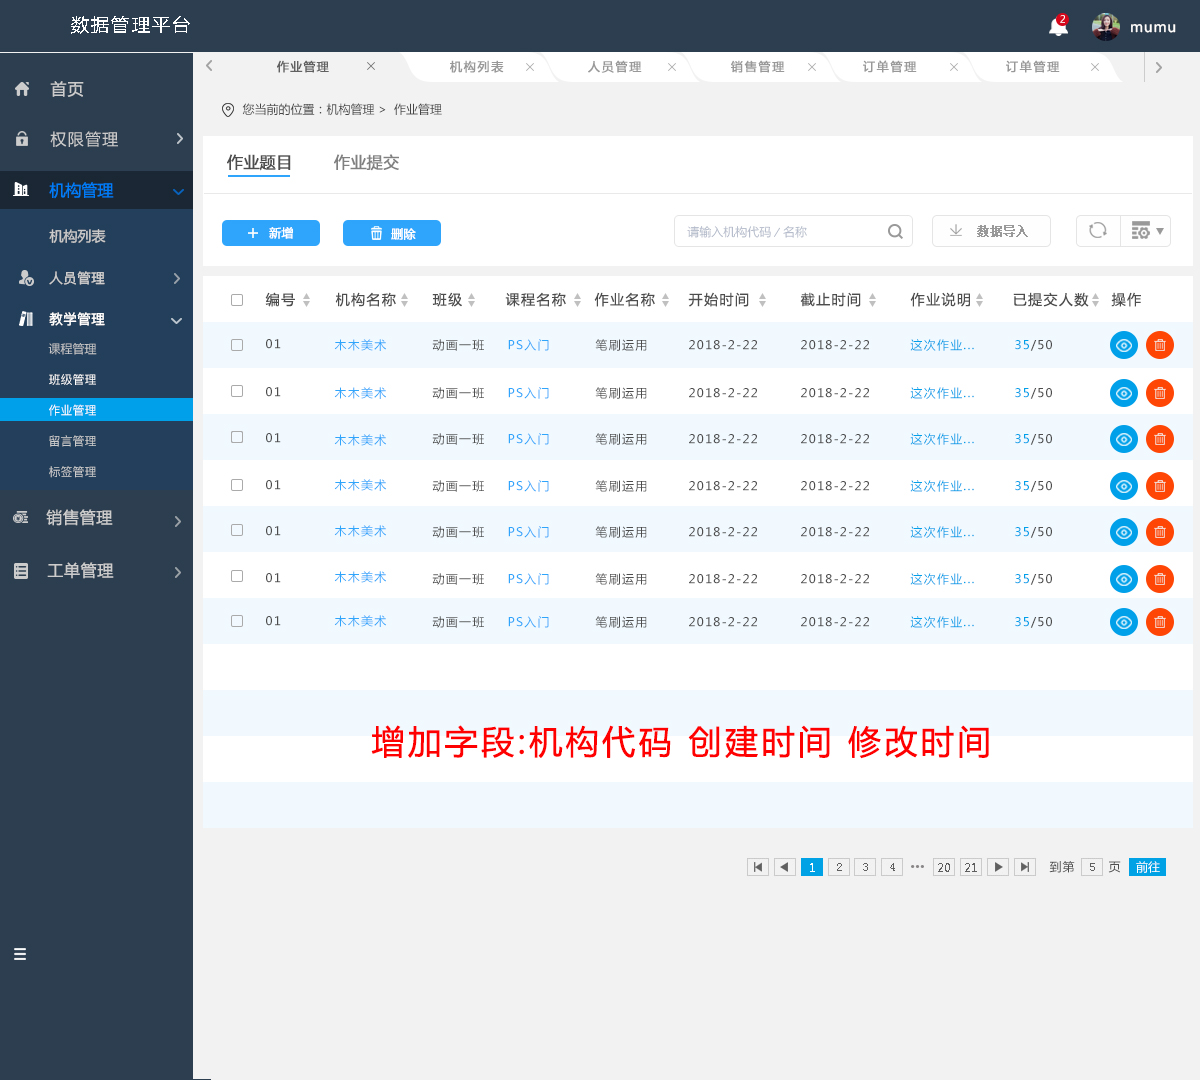 数据管理平台
2
mumu
作业管理 机构列表 人员管理 销售管理 订单管理 订单管理
您当前的位置：机构管理 > 作业管理
首页
权限管理
机构管理
机构列表
人员管理
教学管理
课程管理
班级管理
作业管理
留言管理
标签管理
销售管理
工单管理
作业题目 作业提交
新增 删除 请输入机构代码 / 名称 数据导入
编号 机构名称 班级 课程名称 作业名称 开始时间 截止时间 作业说明 已提交人数 操作
01 木木美术 动画一班 PS入门 笔刷运用 2018-2-22 2018-2-22 这次作业... 35/50
01 木木美术 动画一班 PS入门 笔刷运用 2018-2-22 2018-2-22 这次作业... 35/50
01 木木美术 动画一班 PS入门 笔刷运用 2018-2-22 2018-2-22 这次作业... 35/50
01 木木美术 动画一班 PS入门 笔刷运用 2018-2-22 2018-2-22 这次作业... 35/50
01 木木美术 动画一班 PS入门 笔刷运用 2018-2-22 2018-2-22 这次作业... 35/50
01 木木美术 动画一班 PS入门 笔刷运用 2018-2-22 2018-2-22 这次作业... 35/50
01 木木美术 动画一班 PS入门 笔刷运用 2018-2-22 2018-2-22 这次作业... 35/50
增加字段:机构代码 创建时间 修改时间
1 2 3 4 ••• 20 21 到第 5 页 前往